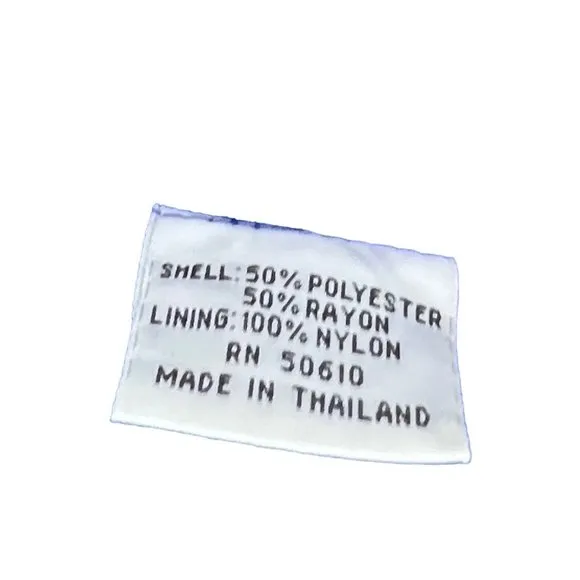 SHELL: 50% POLYESTER
50% RAYON
LINING: 100% NYLON
RN 50610
MADE IN THAILAND